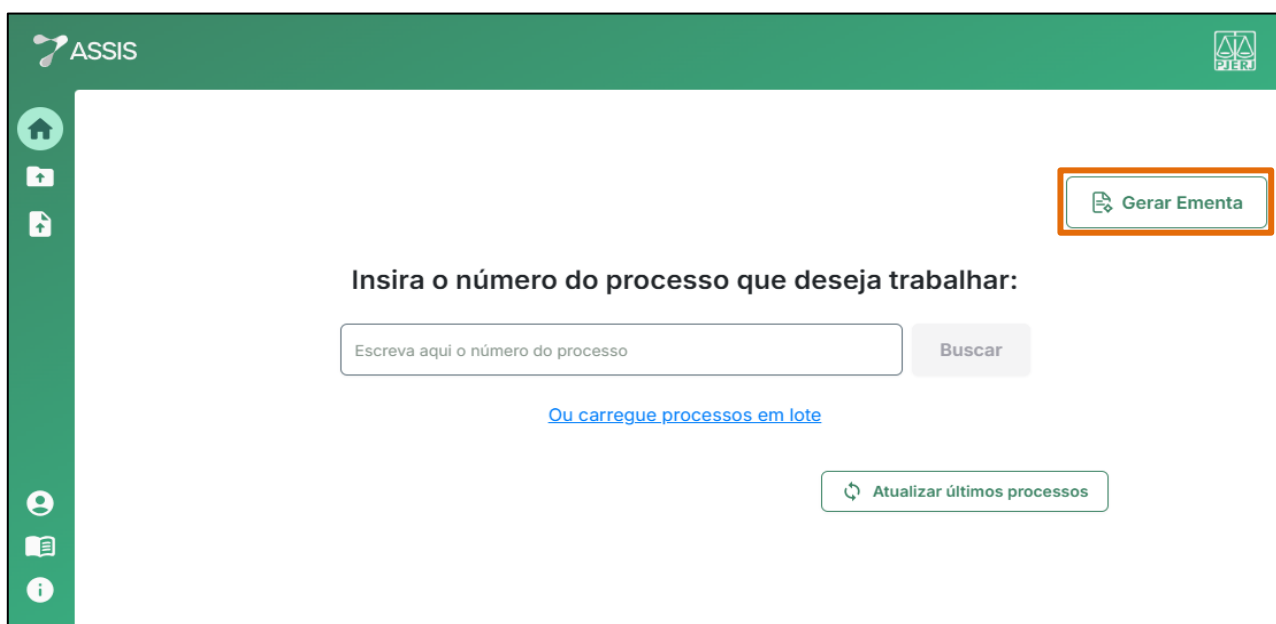 ASSIS
PJERJ
Gerar Ementa
Insira o número do processo que deseja trabalhar:
Escreva aqui o número do processo
Buscar
Ou carregue processos em lote
Atualizar últimos processos